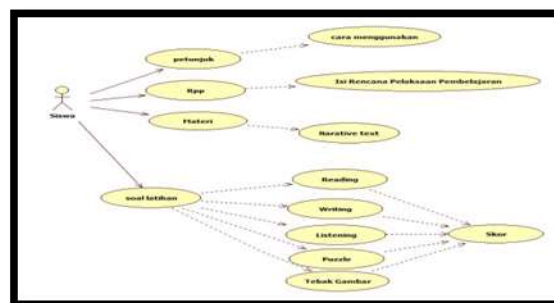 cara menggunakan
petunjuk
Rpp
Isi Rencana Pelaksaan Pembelajaran
Siswa
Materi
Narative text
Reading
soal latihan
Writing
Listening
Skor
Puzzle
Tebak Gambar